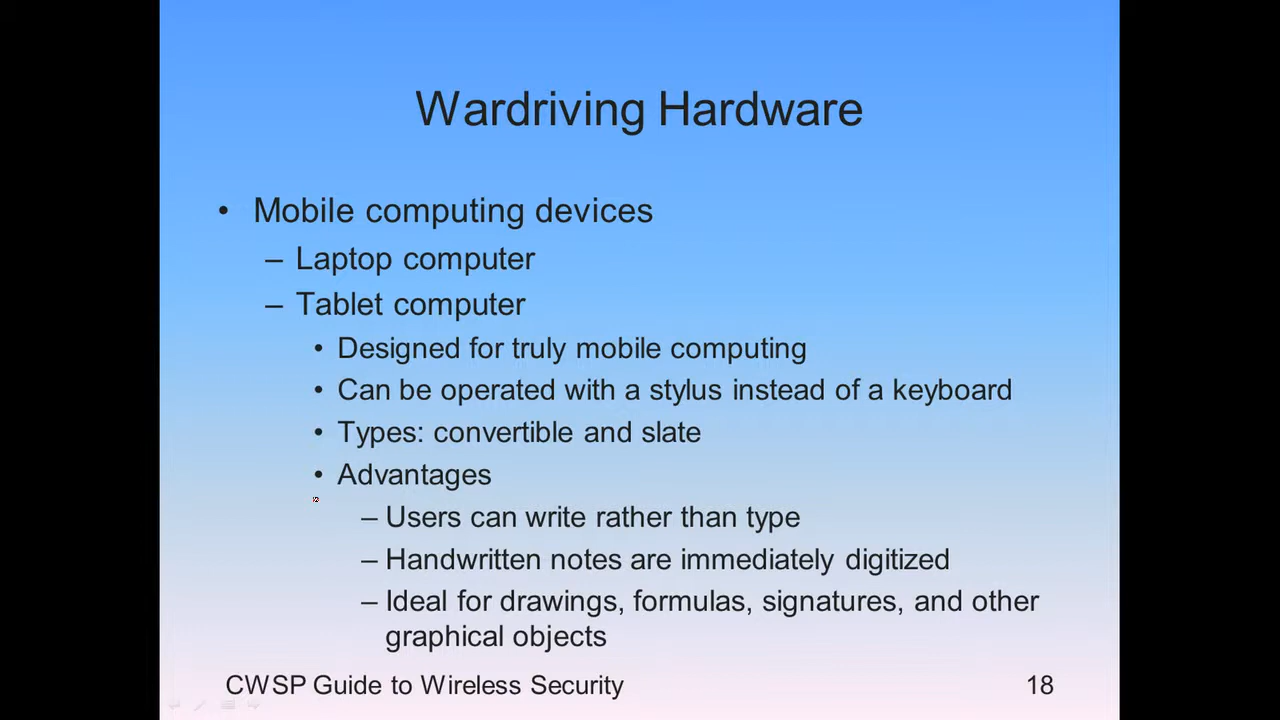 Wardriving Hardware
• Mobile computing devices
– Laptop computer
– Tablet computer
• Designed for truly mobile computing
• Can be operated with a stylus instead of a keyboard
• Types: convertible and slate
• Advantages
– Users can write rather than type
– Handwritten notes are immediately digitized
– Ideal for drawings, formulas, signatures, and other
graphical objects
CWSP Guide to Wireless Security
18